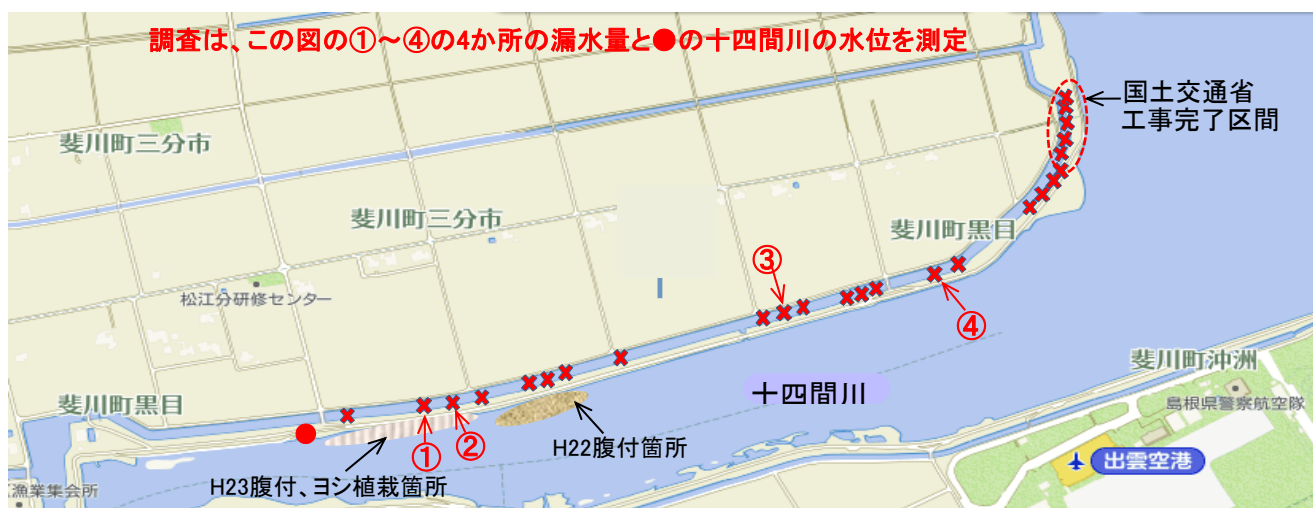 調査は、この図の①～④の4か所の漏水量と●の十四間川の水位を測定
国土交通省
工事完了区間
斐川町三分市
斐川町三分市
斐川町黒目
松江分研修センター
③
④
斐川町沖洲
十四間川
斐川町黒目
島根県警察航空隊
①
②
H22腹付箇所
出雲空港
H23腹付、ヨシ植栽箇所
漁業集会所